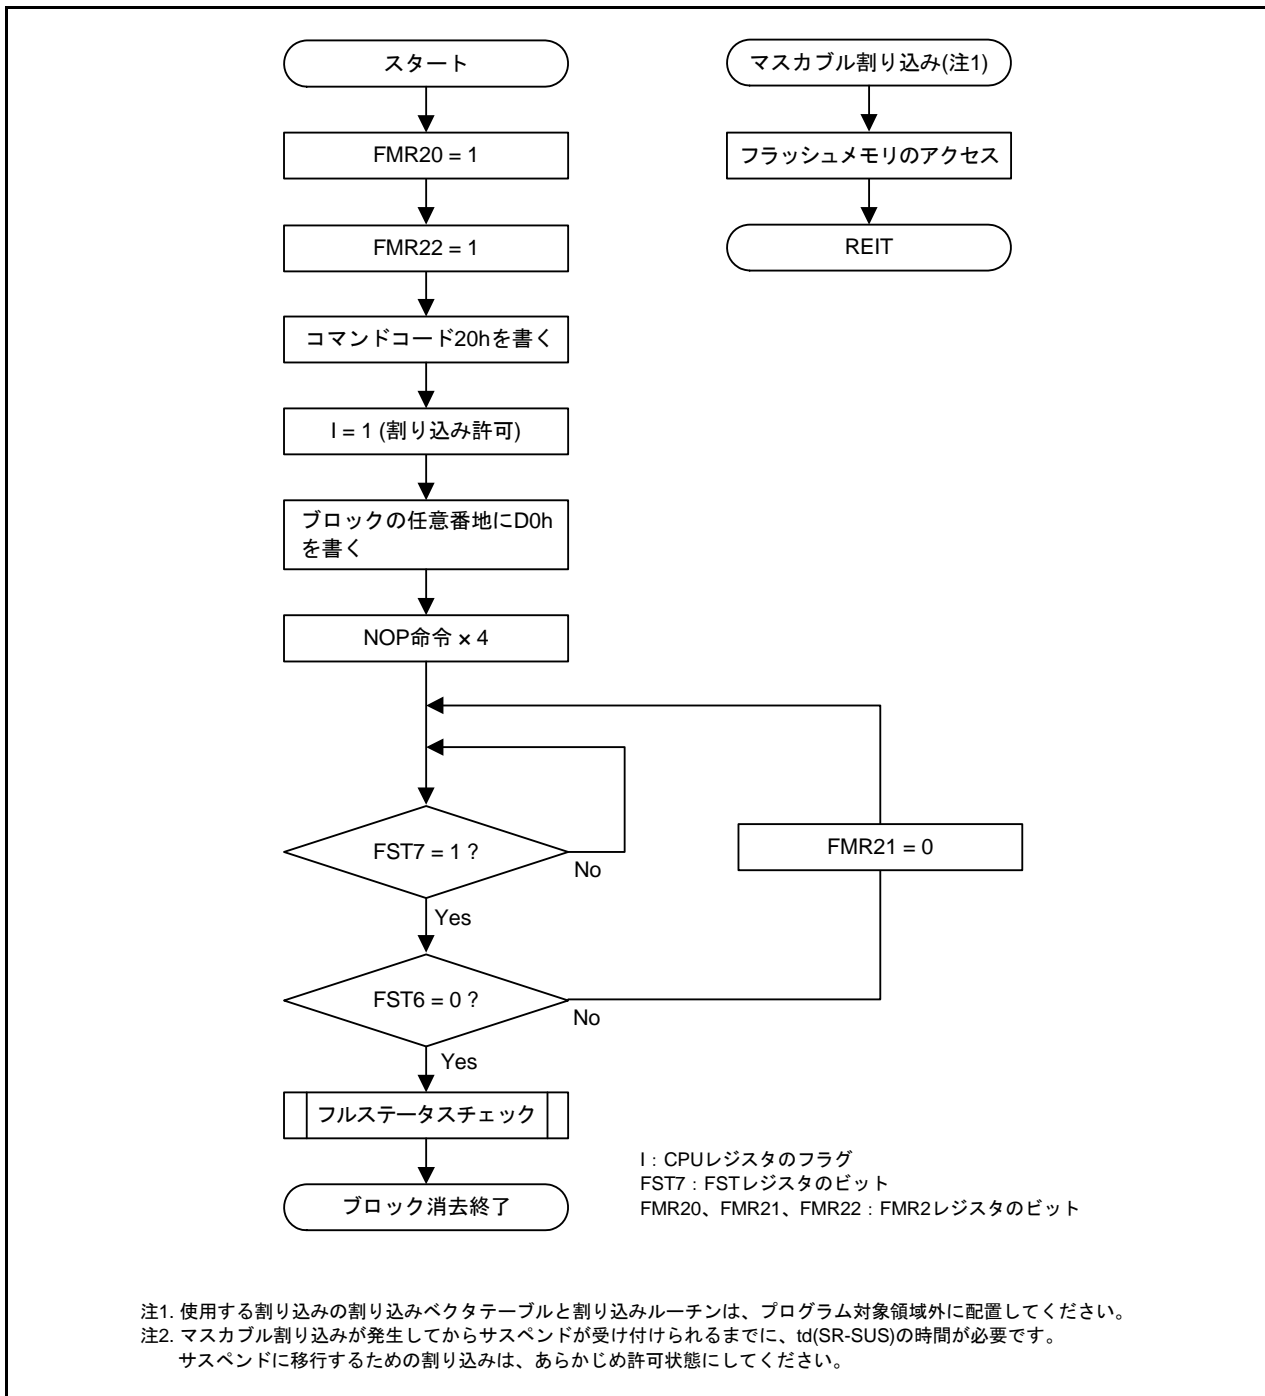 スタート
FMR20 = 1
FMR22 = 1
コマンドコード20hを書く
I = 1 (割り込み許可)
ブロックの任意番地にD0h
を書く
NOP命令 × 4
FST7 = 1 ?
No
Yes
FMR21 = 0
FST6 = 0 ?
No
Yes
フルステータスチェック
ブロック消去終了
マスカブル割り込み(注1)
フラッシュメモリのアクセス
REIT
I：CPUレジスタのフラグ
FST7：FSTレジスタのビット
FMR20、FMR21、FMR22：FMR2レジスタのビット
注1. 使用する割り込みの割り込みベクタテーブルと割り込みルーチンは、プログラム対象領域外に配置してください。
注2. マスカブル割り込みが発生してからサスペンドが受け付けられるまでに、td(SR-SUS)の時間が必要です。
サスペンドに移行するための割り込みは、あらかじめ許可状態にしてください。